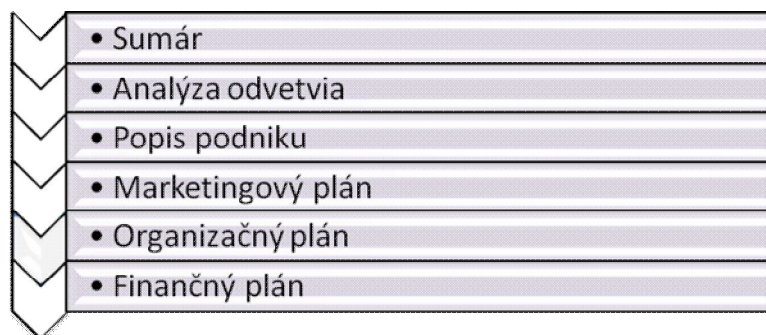 • Sumár
• Analýza odvetvia
• Popis podniku
• Marketingový plán
• Organizačný plán
• Finančný plán